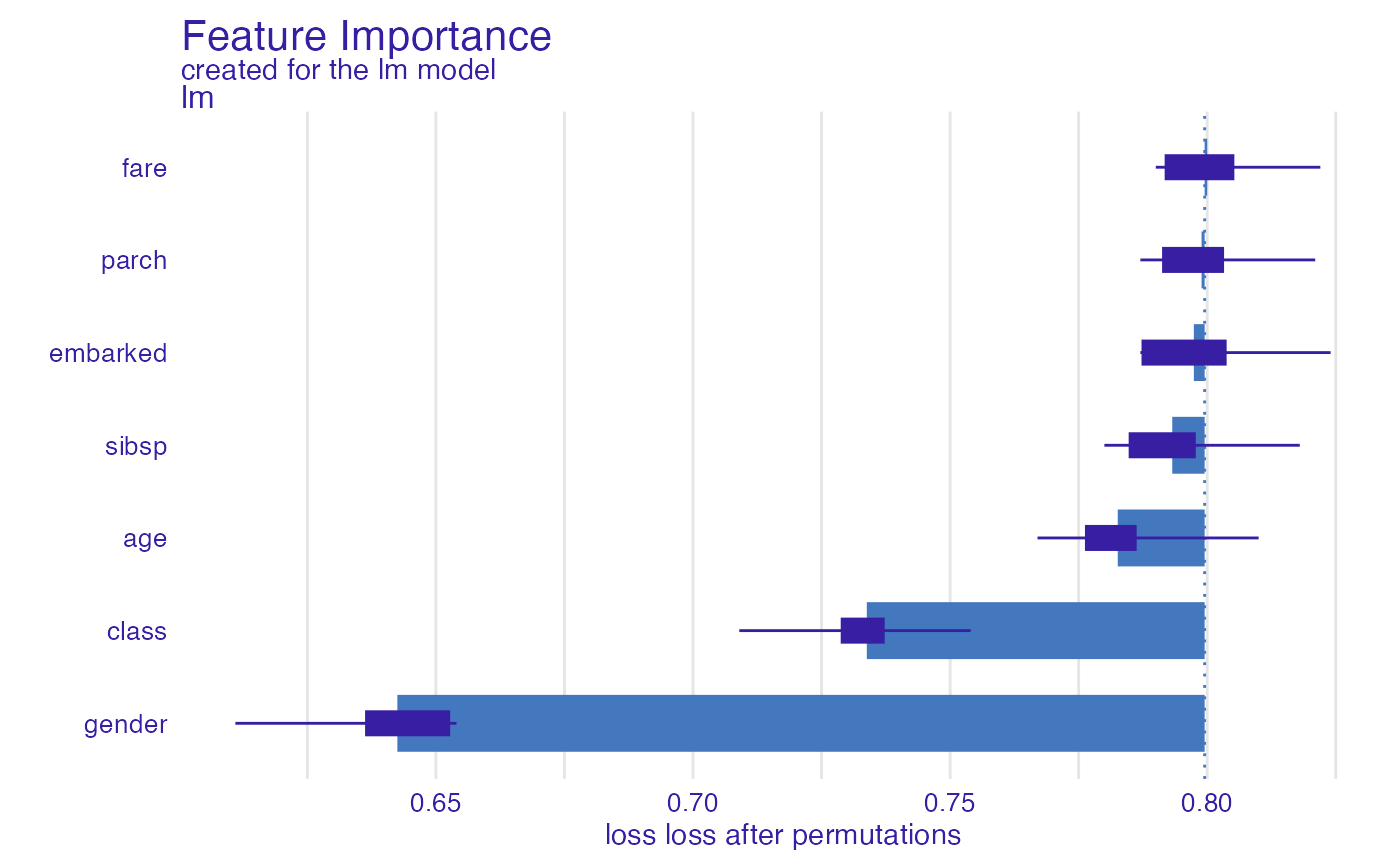 Feature Importance
created for the lm model
lm
fare
parch
embarked
sibsp
age
class
gender
0.65 0.70 0.75 0.80
loss loss after permutations